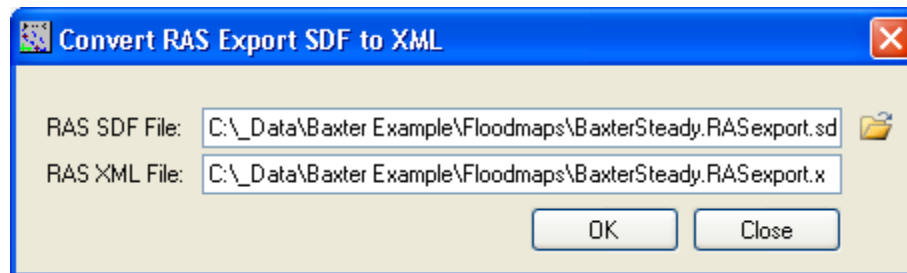 Convert RAS Export SDF to XML
RAS SDF File: C:\_Data\Baxter Example\Floodmaps\BaxterSteady.RASexport.sd
RAS XML File: C:\_Data\Baxter Example\Floodmaps\BaxterSteady.RASexport.x
OK Close